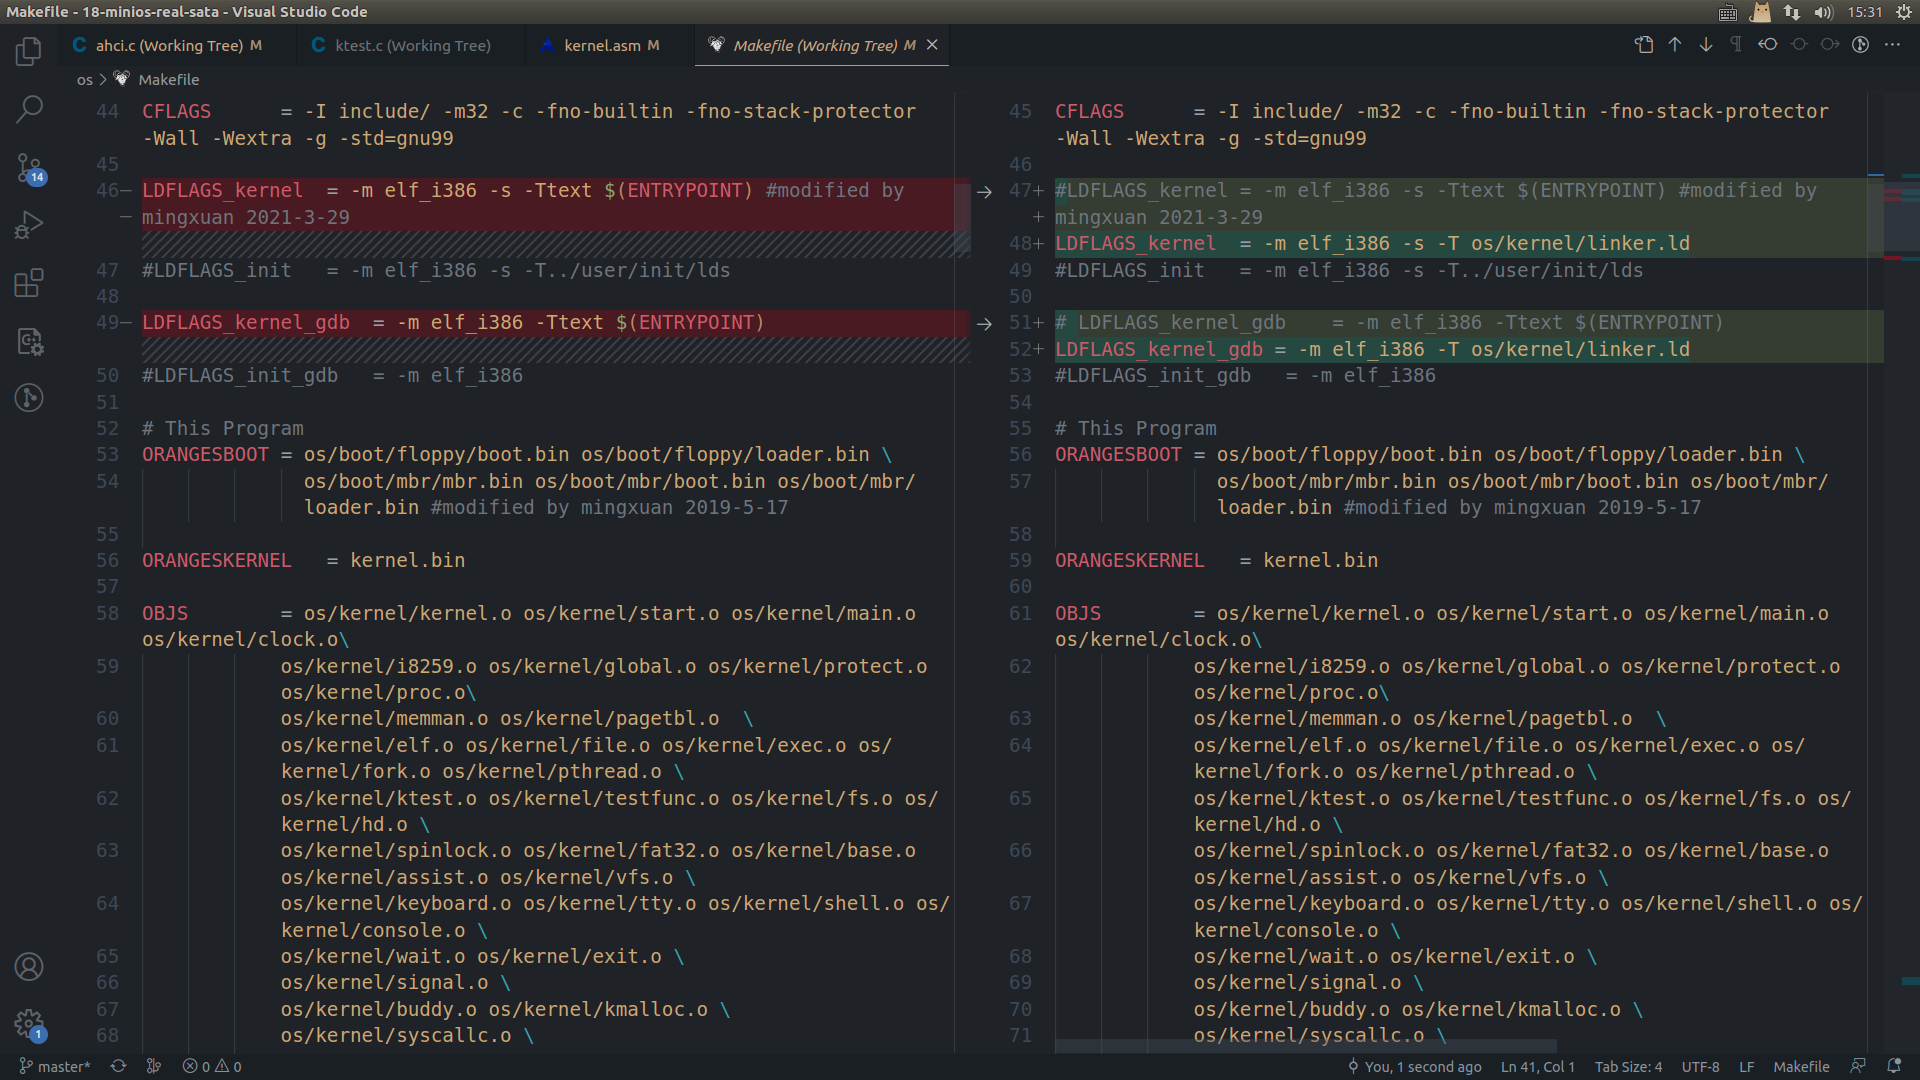 Makefile - 18-minios-real-sata - Visual Studio Code
15:31
ahci.c (Working Tree) M
ktest.c (Working Tree)
kernel.asm M
Makefile (Working Tree) M
os > Makefile
44 CFLAGS = -I include/ -m32 -c -fno-builtin -fno-stack-protector
-Wall -Wextra -g -std=gnu99
45
46− LDFLAGS_kernel = -m elf_i386 -s -Ttext $(ENTRYPOINT) #modified by
− mingxuan 2021-3-29
47 #LDFLAGS_init = -m elf_i386 -s -T../user/init/lds
48
49− LDFLAGS_kernel_gdb = -m elf_i386 -Ttext $(ENTRYPOINT)
50 #LDFLAGS_init_gdb = -m elf_i386
51
52 # This Program
53 ORANGESBOOT = os/boot/floppy/boot.bin os/boot/floppy/loader.bin \
54 os/boot/mbr/mbr.bin os/boot/mbr/boot.bin os/boot/mbr/
loader.bin #modified by mingxuan 2019-5-17
55
56 ORANGESKERNEL = kernel.bin
57
58 OBJS = os/kernel/kernel.o os/kernel/start.o os/kernel/main.o
os/kernel/clock.o\
59 os/kernel/i8259.o os/kernel/global.o os/kernel/protect.o
os/kernel/proc.o\
60 os/kernel/memman.o os/kernel/pagetbl.o \
61 os/kernel/elf.o os/kernel/file.o os/kernel/exec.o os/
kernel/fork.o os/kernel/pthread.o \
62 os/kernel/ktest.o os/kernel/testfunc.o os/kernel/fs.o os/
kernel/hd.o \
63 os/kernel/spinlock.o os/kernel/fat32.o os/kernel/base.o
os/kernel/assist.o os/kernel/vfs.o \
64 os/kernel/keyboard.o os/kernel/tty.o os/kernel/shell.o os/
kernel/console.o \
65 os/kernel/wait.o os/kernel/exit.o \
66 os/kernel/signal.o \
67 os/kernel/buddy.o os/kernel/kmalloc.o \
68 os/kernel/syscallc.o \
45 CFLAGS = -I include/ -m32 -c -fno-builtin -fno-stack-protector
-Wall -Wextra -g -std=gnu99
46
47+ #LDFLAGS_kernel = -m elf_i386 -s -Ttext $(ENTRYPOINT) #modified by
+ mingxuan 2021-3-29
48+ LDFLAGS_kernel = -m elf_i386 -s -T os/kernel/linker.ld
49 #LDFLAGS_init = -m elf_i386 -s -T../user/init/lds
50
51+ # LDFLAGS_kernel_gdb = -m elf_i386 -Ttext $(ENTRYPOINT)
52+ LDFLAGS_kernel_gdb = -m elf_i386 -T os/kernel/linker.ld
53 #LDFLAGS_init_gdb = -m elf_i386
54
55 # This Program
56 ORANGESBOOT = os/boot/floppy/boot.bin os/boot/floppy/loader.bin \
57 os/boot/mbr/mbr.bin os/boot/mbr/boot.bin os/boot/mbr/
loader.bin #modified by mingxuan 2019-5-17
58
59 ORANGESKERNEL = kernel.bin
60
61 OBJS = os/kernel/kernel.o os/kernel/start.o os/kernel/main.o
os/kernel/clock.o\
62 os/kernel/i8259.o os/kernel/global.o os/kernel/protect.o
os/kernel/proc.o\
63 os/kernel/memman.o os/kernel/pagetbl.o \
64 os/kernel/elf.o os/kernel/file.o os/kernel/exec.o os/
kernel/fork.o os/kernel/pthread.o \
65 os/kernel/ktest.o os/kernel/testfunc.o os/kernel/fs.o os/
kernel/hd.o \
66 os/kernel/spinlock.o os/kernel/fat32.o os/kernel/base.o
os/kernel/assist.o os/kernel/vfs.o \
67 os/kernel/keyboard.o os/kernel/tty.o os/kernel/shell.o os/
kernel/console.o \
68 os/kernel/wait.o os/kernel/exit.o \
69 os/kernel/signal.o \
70 os/kernel/buddy.o os/kernel/kmalloc.o \
71 os/kernel/syscallc.o \
14
1
master* 0 0
You, 1 second ago Ln 41, Col 1 Tab Size: 4 UTF-8 LF Makefile